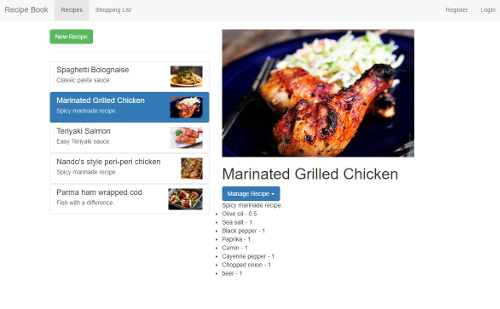 Recipe Book Recipes Shopping List Register Login
New Recipe
Spaghetti Bolognaise
Classic pasta sauce.
Marinated Grilled Chicken
Spicy marinade recipe.
Teriyaki Salmon
Easy Teriyaki sauce.
Nando's style peri-peri chicken
Spicy marinade recipe.
Parma ham wrapped cod
Fish with a difference.
Marinated Grilled Chicken
Manage Recipe
Spicy marinade recipe.
Olive oil - 0.5
Sea salt - 1
Black pepper - 1
Paprika - 1
Cumin - 1
Cayenne pepper - 1
Chopped onion - 1
beer - 1